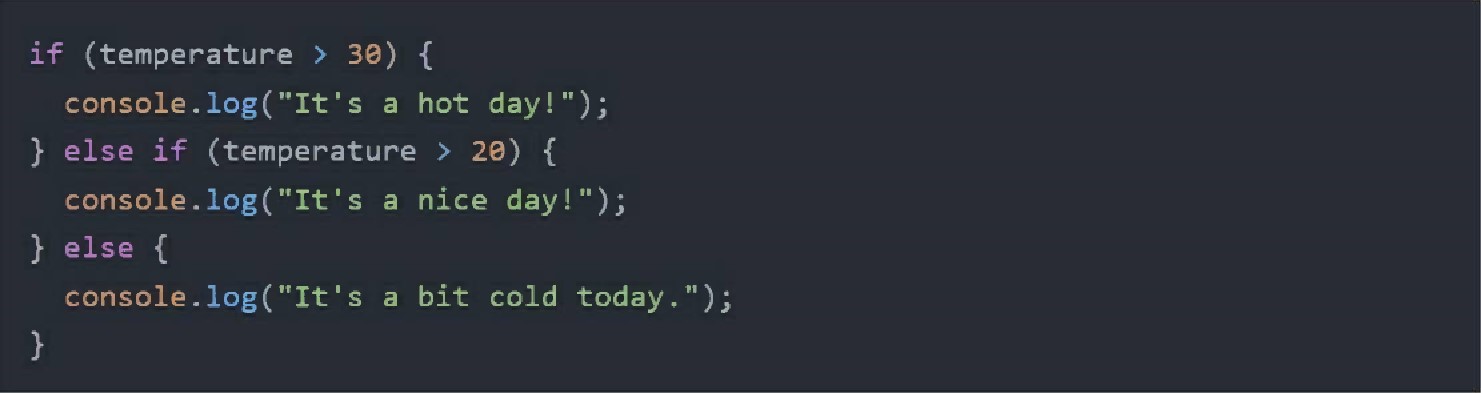 if (temperature > 30) {
  console.log("It's a hot day!");
} else if (temperature > 20) {
  console.log("It's a nice day!");
} else {
  console.log("It's a bit cold today.");
}